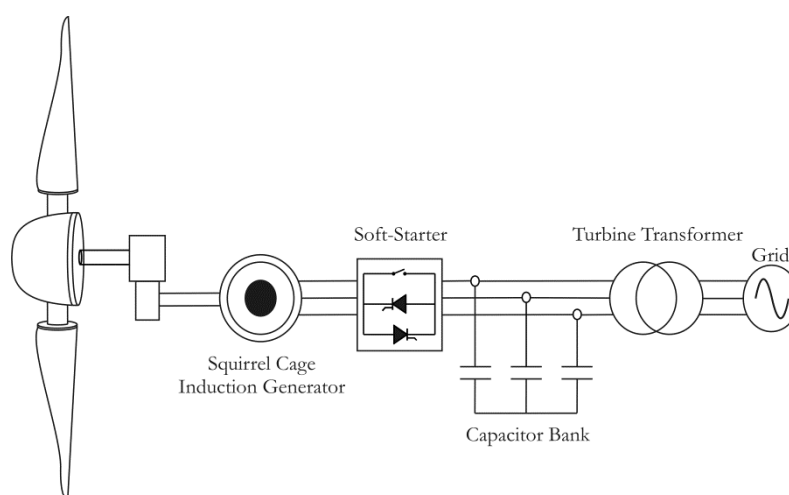 Soft-Starter
Turbine Transformer
Grid
Squirrel Cage
Induction Generator
Capacitor Bank